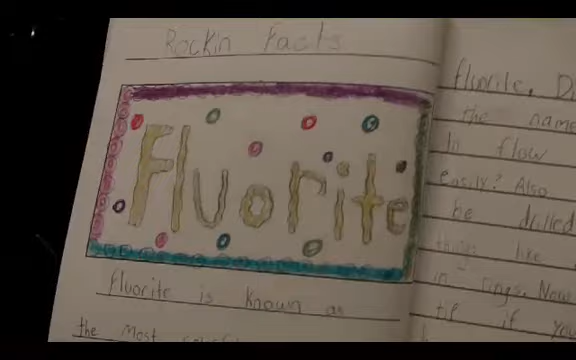 Rockin Facts
Fluorite
fluorite is known as
the most
fluorite. D
the name
to flow
easily? Also
be drilled
things like
in rings. Now
if you